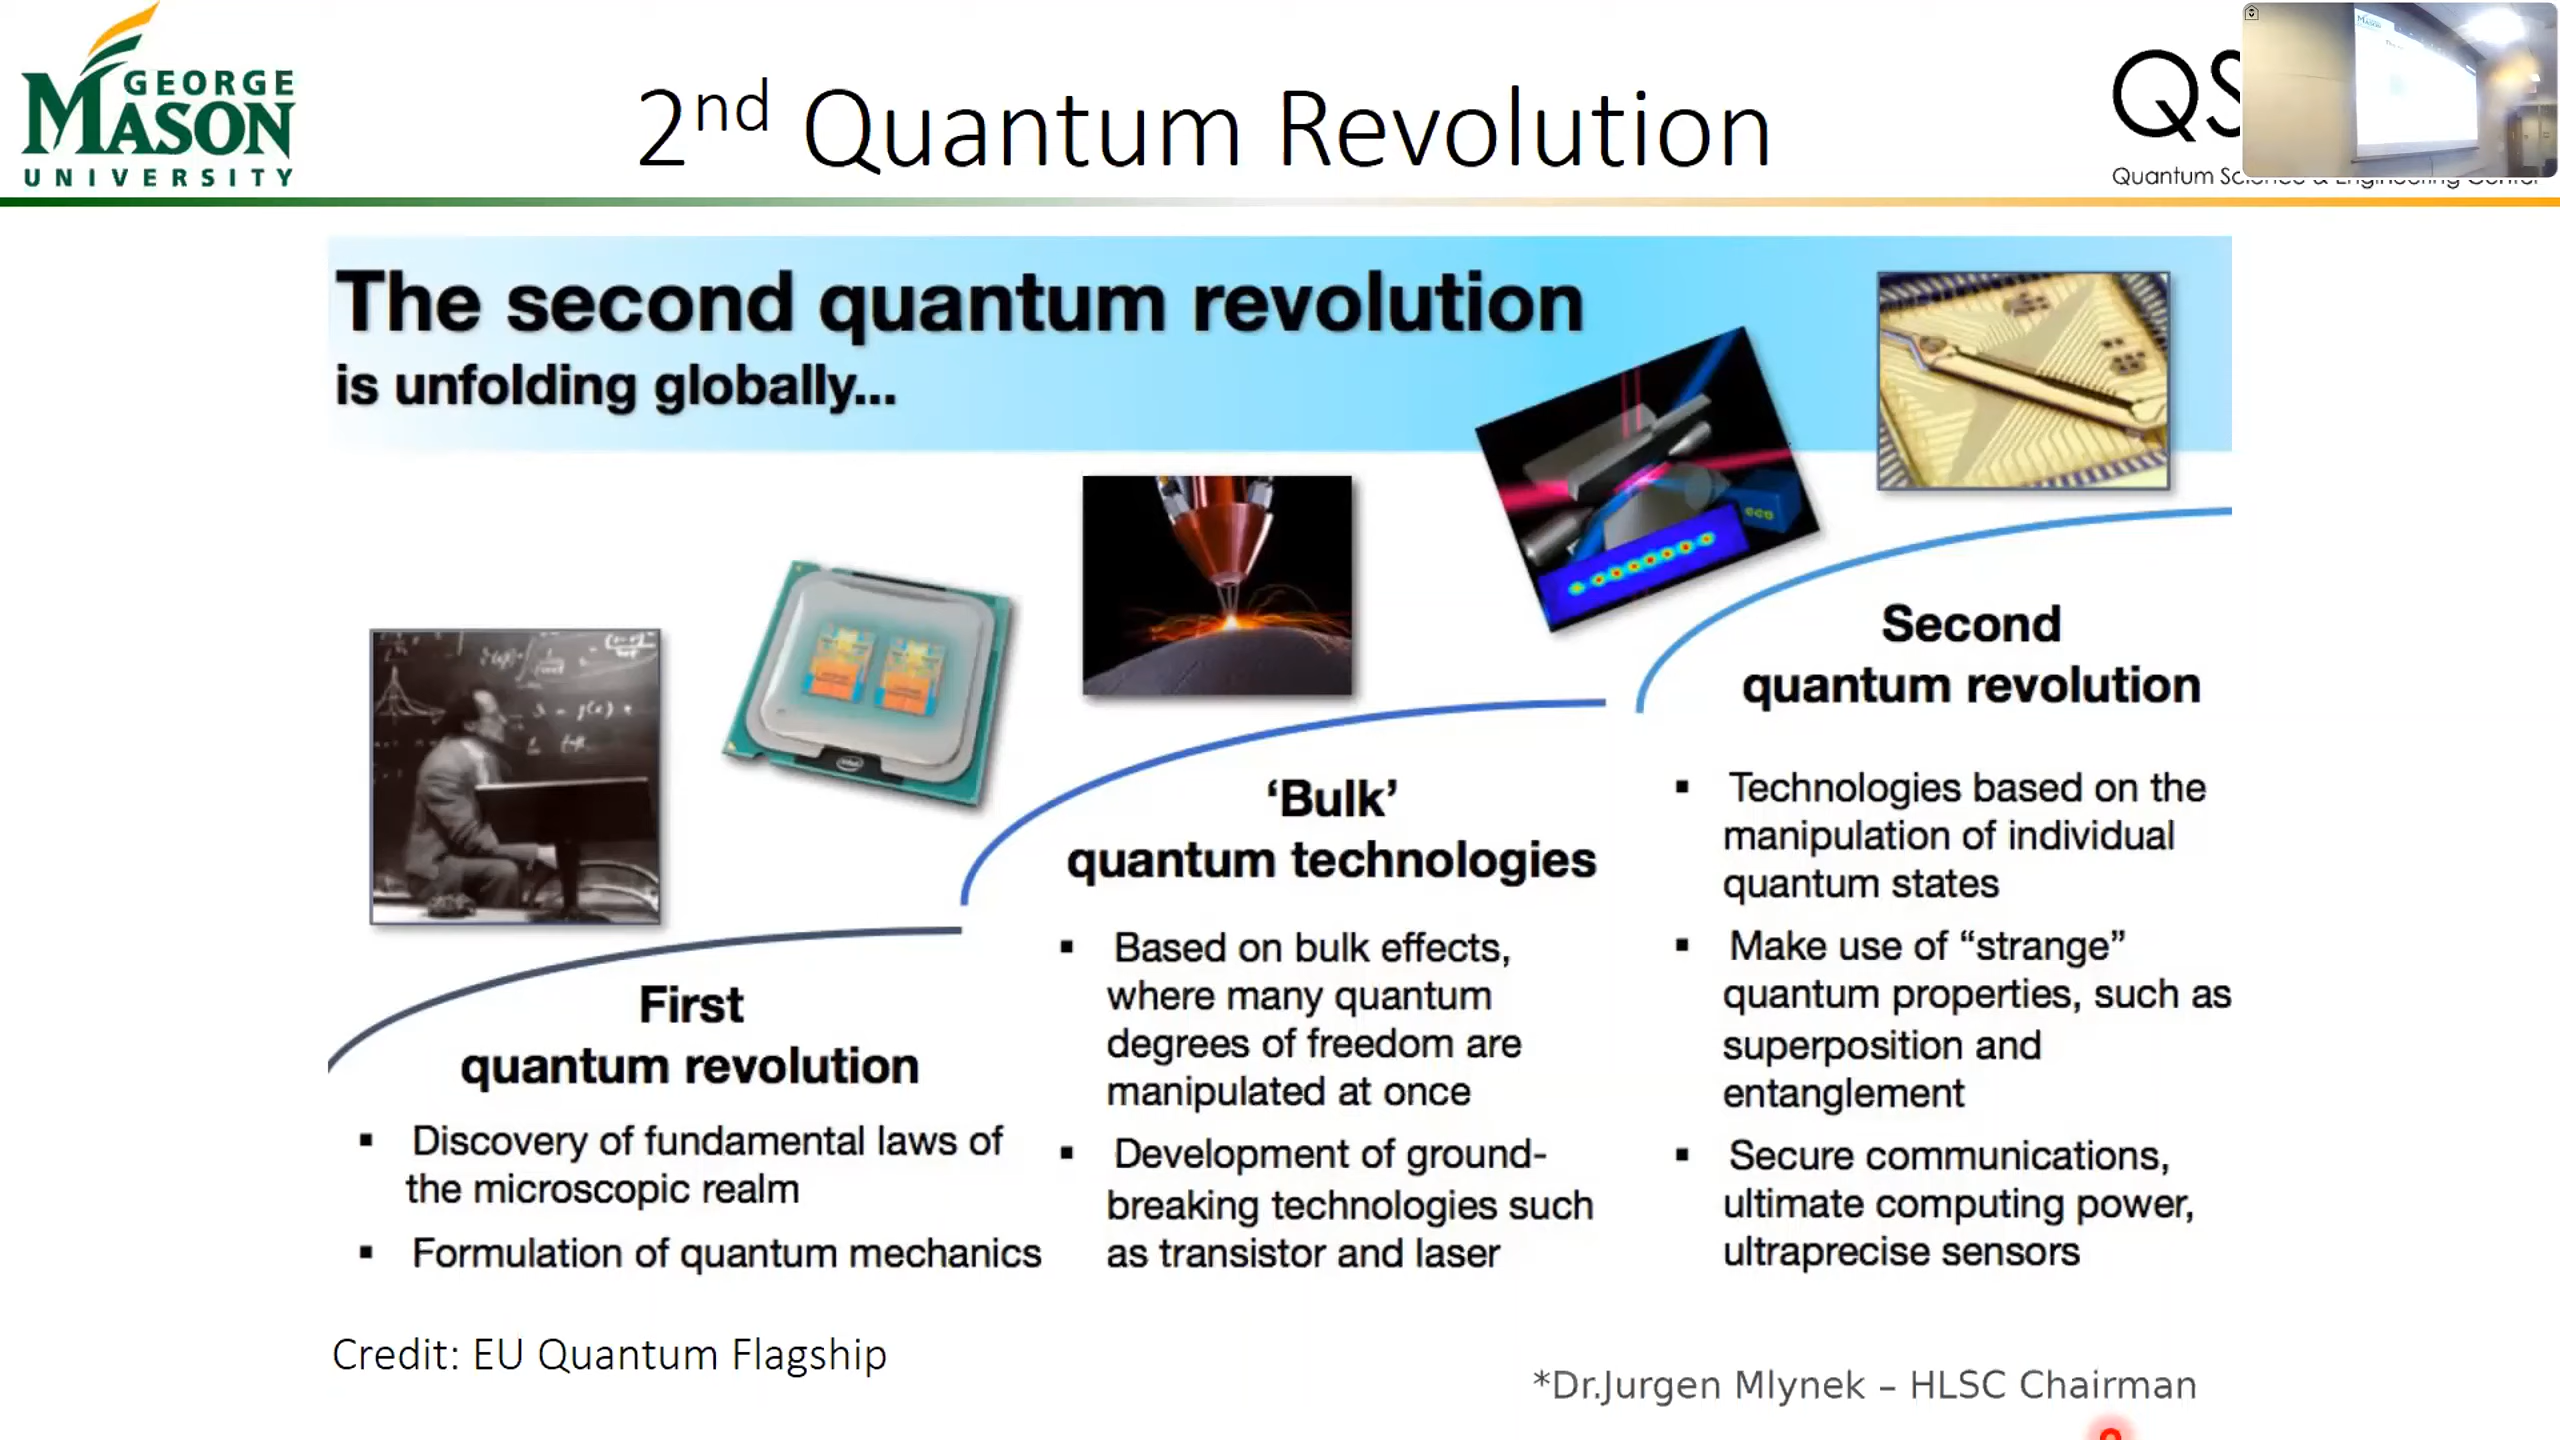 GEORGE
MASON
UNIVERSITY
2nd Quantum Revolution
QS
Quantum Science & Engineering Center
The second quantum revolution
is unfolding globally...
First
quantum revolution
▪ Discovery of fundamental laws of
the microscopic realm
▪ Formulation of quantum mechanics
‘Bulk’
quantum technologies
▪ Based on bulk effects,
where many quantum
degrees of freedom are
manipulated at once
▪ Development of ground-
breaking technologies such
as transistor and laser
Second
quantum revolution
▪ Technologies based on the
manipulation of individual
quantum states
▪ Make use of “strange”
quantum properties, such as
superposition and
entanglement
▪ Secure communications,
ultimate computing power,
ultraprecise sensors
Credit: EU Quantum Flagship
*Dr.Jurgen Mlynek – HLSC Chairman